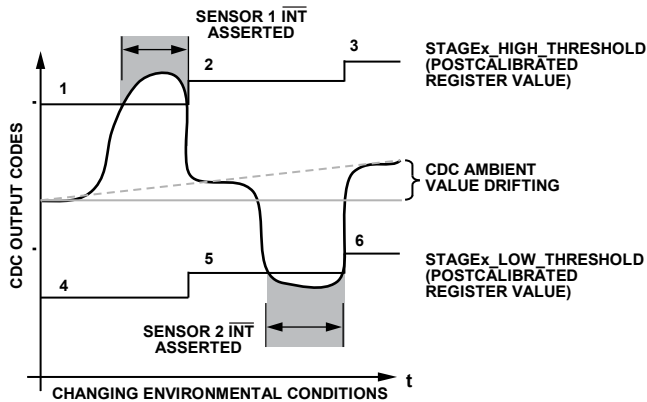 SENSOR 1 INT
ASSERTED
1
2
3
STAGEx_HIGH_THRESHOLD
(POSTCALIBRATED
REGISTER VALUE)
CDC OUTPUT CODES
CDC AMBIENT
VALUE DRIFTING
4
5
6
STAGEx_LOW_THRESHOLD
(POSTCALIBRATED
REGISTER VALUE)
SENSOR 2 INT
ASSERTED
t
CHANGING ENVIRONMENTAL CONDITIONS